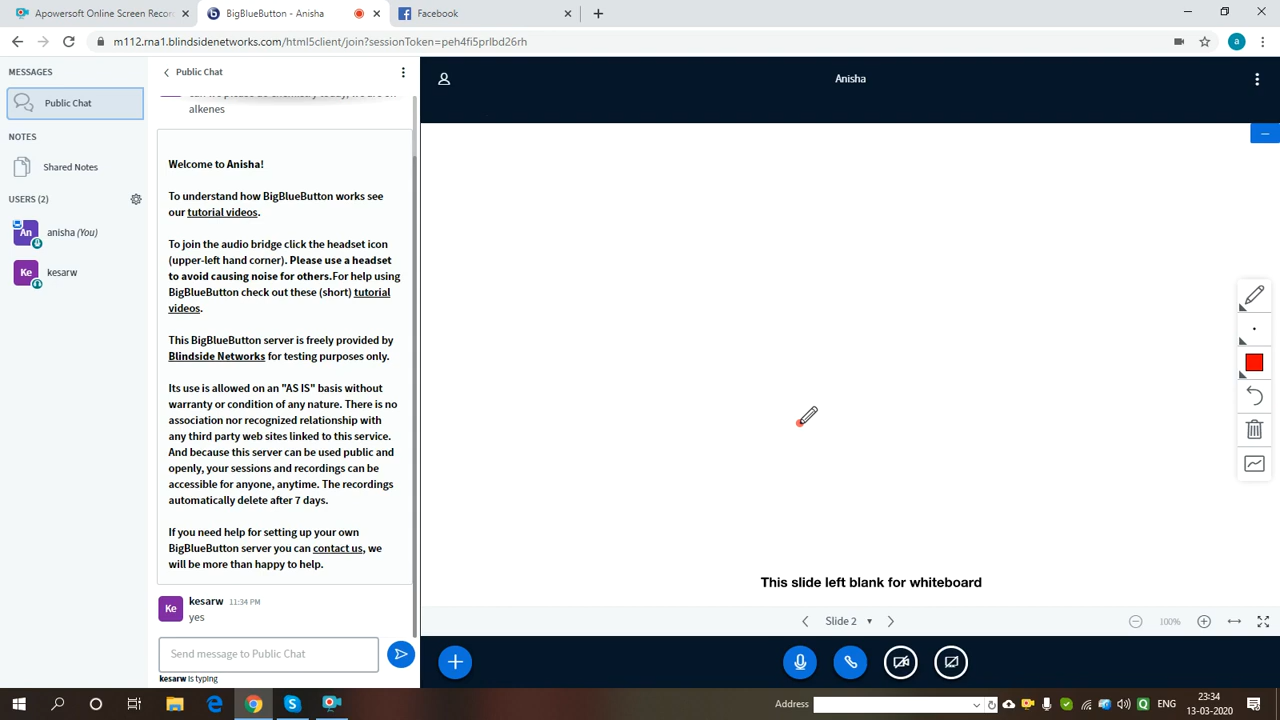 Apowersoft Online Screen Recorc
BigBlueButton - Anisha
Facebook
m112.rna1.blindsidenetworks.com/html5client/join?sessionToken=peh4fi5prlbd26rh
a
MESSAGES
Public Chat
NOTES
Shared Notes
USERS (2)
An
anisha (You)
Ke
kesarw
Public Chat
alkenes
Welcome to Anisha!
To understand how BigBlueButton works see
our tutorial videos.
To join the audio bridge click the headset icon
(upper-left hand corner). Please use a headset
to avoid causing noise for others.For help using
BigBlueButton check out these (short) tutorial
videos.
This BigBlueButton server is freely provided by
Blindside Networks for testing purposes only.
Its use is allowed on an "AS IS" basis without
warranty or condition of any nature. There is no
association nor recognized relationship with
any third party web sites linked to this service.
And because this server can be used public and
openly, your sessions and recordings can be
accessible for anyone, anytime. The recordings
automatically delete after 7 days.
If you need help for setting up your own
BigBlueButton server you can contact us, we
will be more than happy to help.
Ke
kesarw 11:34 PM
yes
Send message to Public Chat
kesarw is typing
Anisha
This slide left blank for whiteboard
Slide 2
100%
Address
ENG
23:34
13-03-2020